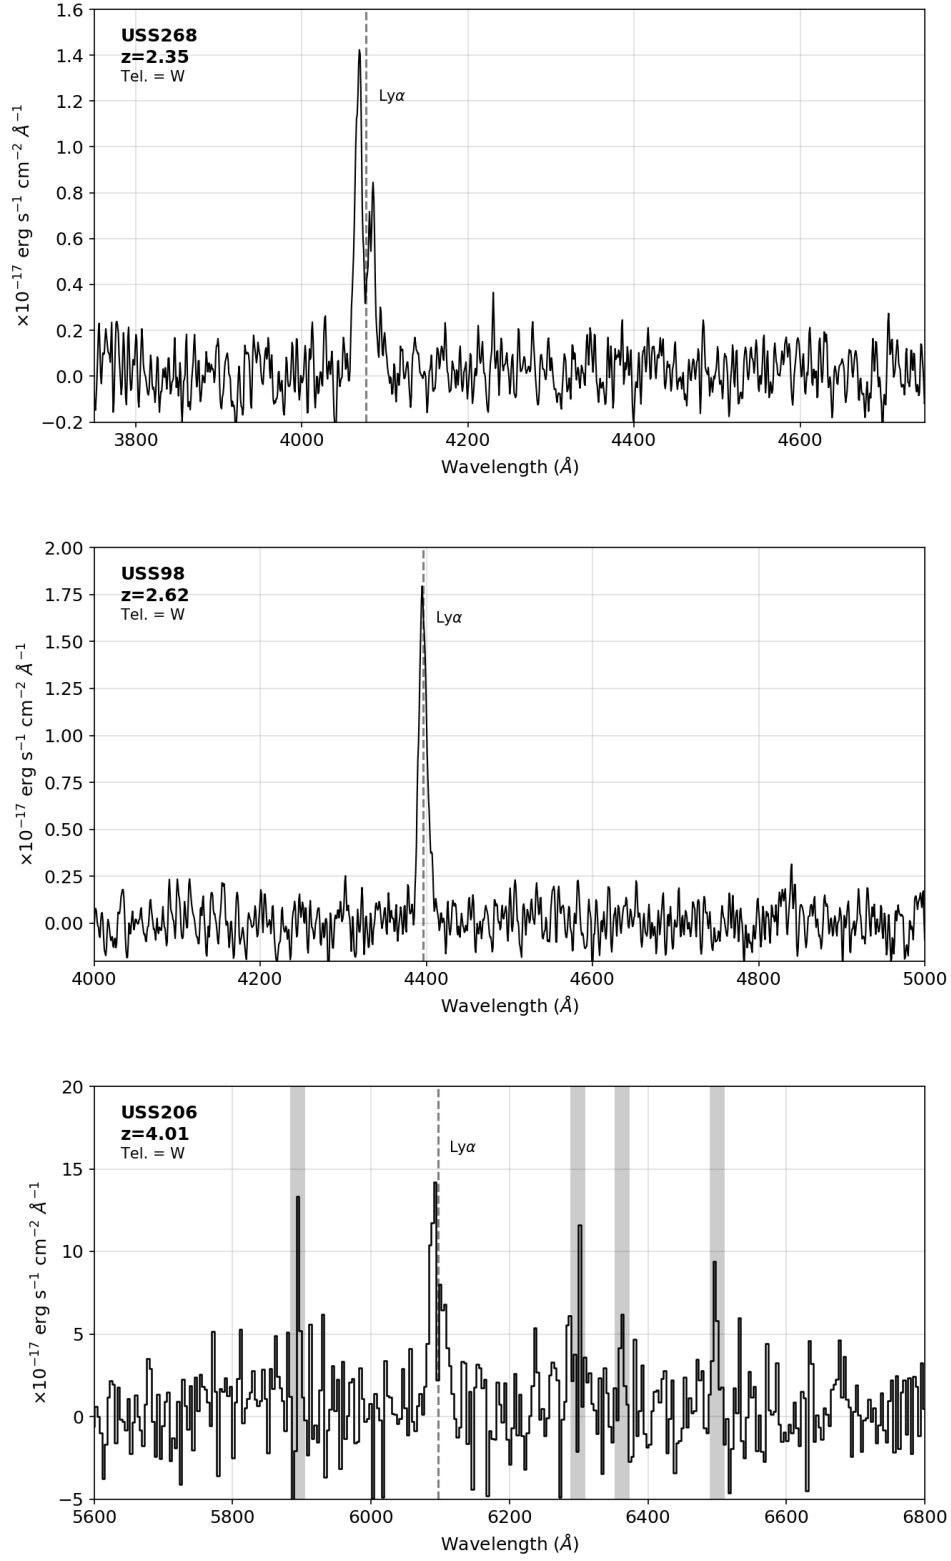 1.6
1.4
1.2
1.0
0.8
0.6
0.4
0.2
0.0
−0.2
×10⁻¹⁷ erg s⁻¹ cm⁻² Å⁻¹
USS268
z=2.35
Tel. = W
Lyα
3800 4000 4200 4400 4600
Wavelength (Å)
2.00
1.75
1.50
1.25
1.00
0.75
0.50
0.25
0.00
×10⁻¹⁷ erg s⁻¹ cm⁻² Å⁻¹
USS98
z=2.62
Tel. = W
Lyα
4000 4200 4400 4600 4800 5000
Wavelength (Å)
20
15
10
5
0
−5
×10⁻¹⁷ erg s⁻¹ cm⁻² Å⁻¹
USS206
z=4.01
Tel. = W
Lyα
5600 5800 6000 6200 6400 6600 6800
Wavelength (Å)